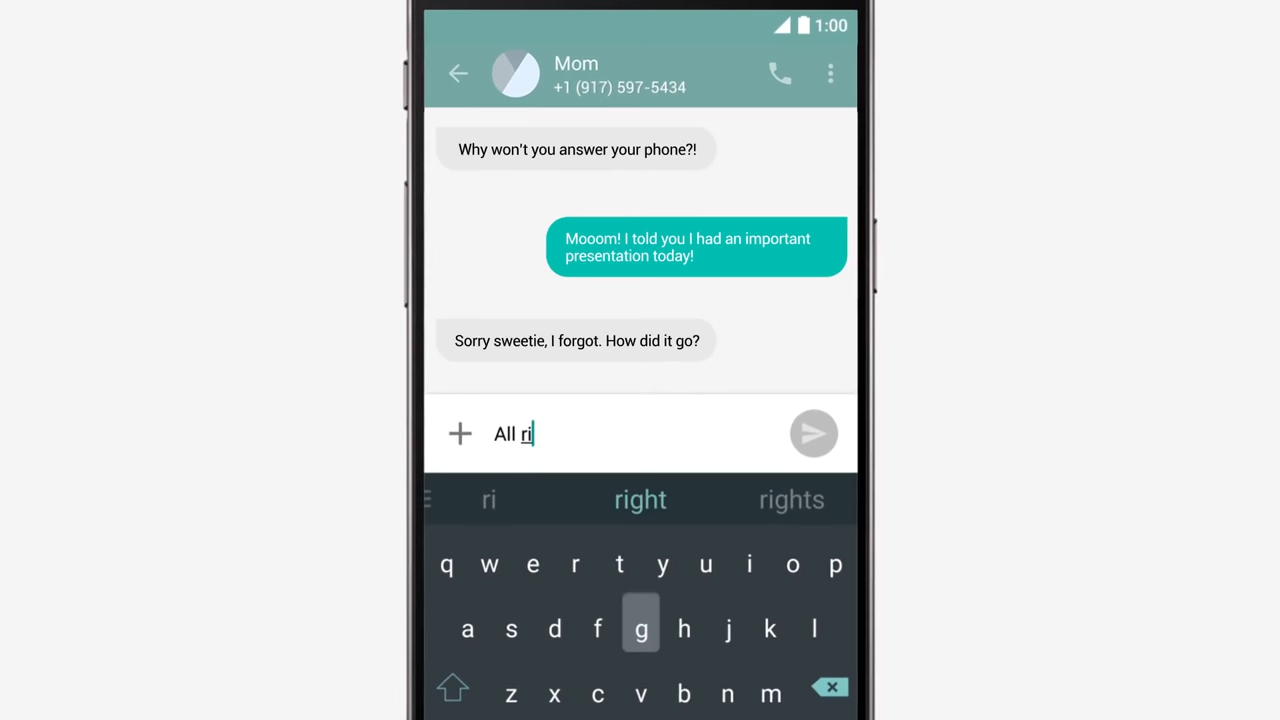 1:00
Mom
+1 (917) 597-5434
Why won't you answer your phone?!
Mooom! I told you I had an important
presentation today!
Sorry sweetie, I forgot. How did it go?
All ri
ri right rights
q w e r t y u i o p
a s d f g h j k l
z x c v b n m